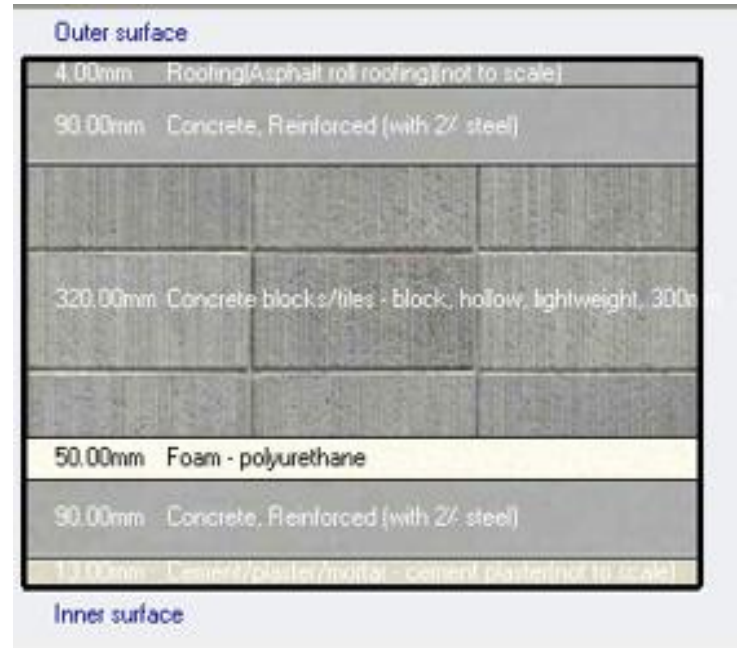 Outer surface
4.00mm Roofing(Asphalt roll roofing)(not to scale)
90.00mm Concrete, Reinforced (with 2% steel)
320.00mm Concrete blocks/tiles - block, hollow, lightweight, 300m
50.00mm Foam - polyurethane
90.00mm Concrete, Reinforced (with 2% steel)
Cement/plaster/mortar - cement plaster(not to scale)
Inner surface